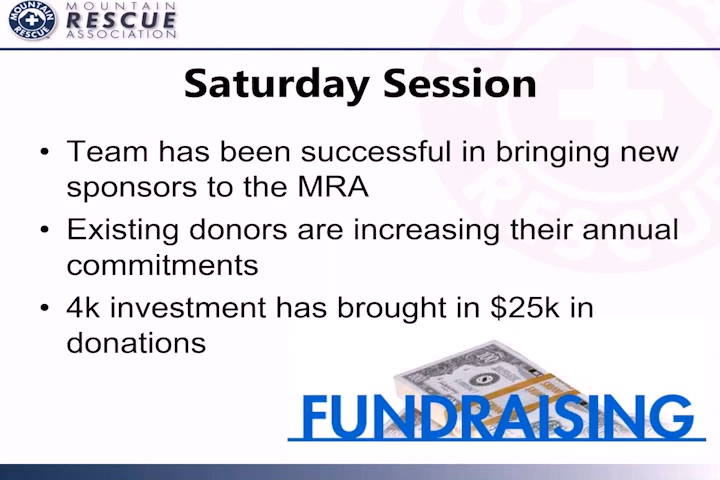 MOUNTAIN
RESCUE
ASSOCIATION
MOUNTAIN
RESCUE
Saturday Session
• Team has been successful in bringing new
sponsors to the MRA
• Existing donors are increasing their annual
commitments
• 4k investment has brought in $25k in
donations
100
FUNDRAISING